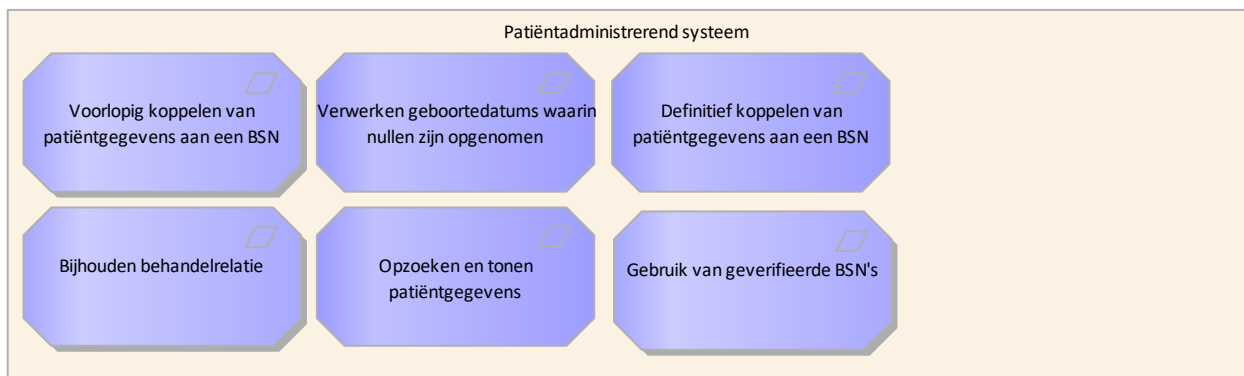 Patiëntadministrerend systeem
Voorlopig koppelen van
patiëntgegevens aan een BSN
Verwerken geboortedatums waarin
nullen zijn opgenomen
Definitief koppelen van
patiëntgegevens aan een BSN
Bijhouden behandelrelatie
Opzoeken en tonen
patiëntgegevens
Gebruik van geverifieerde BSN's